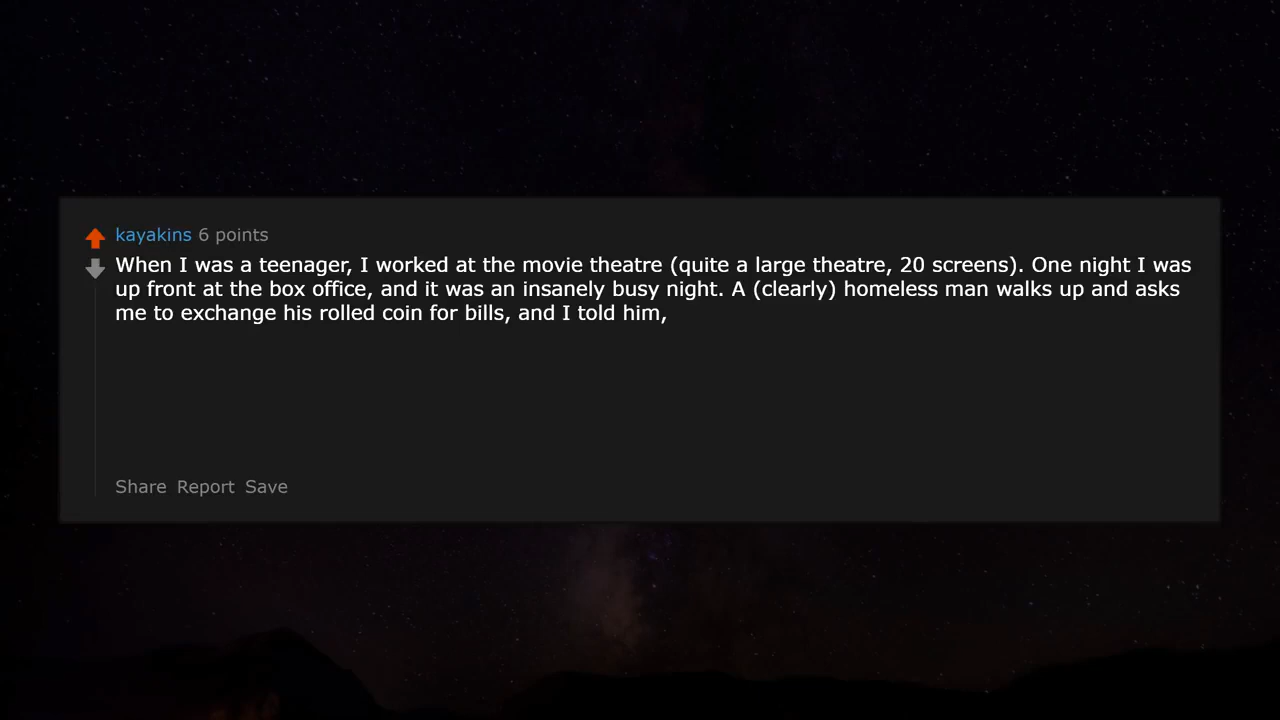 kayakins 6 points
When I was a teenager, I worked at the movie theatre (quite a large theatre, 20 screens). One night I was
up front at the box office, and it was an insanely busy night. A (clearly) homeless man walks up and asks
me to exchange his rolled coin for bills, and I told him,
Share Report Save